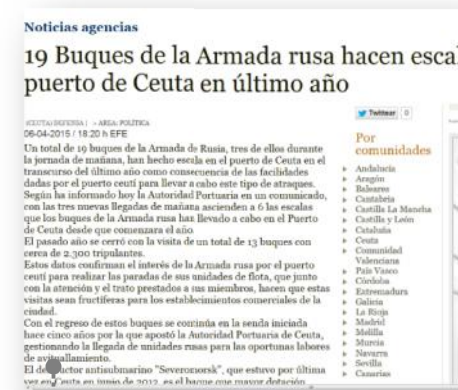 Noticias agencias
19 Buques de la Armada rusa hacen esca
puerto de Ceuta en último año
(CEUTA) DEFENSA | > AREA: POLÍTICA
06-04-2015 / 18:20 h EFE
Un total de 19 buques de la Armada de Rusia, tres de ellos durante
la jornada de mañana, han hecho escala en el puerto de Ceuta en el
transcurso del último año como consecuencia de las facilidades
dadas por el puerto ceutí para llevar a cabo este tipo de atraques.
Según ha informado hoy la Autoridad Portuaria en un comunicado,
con las tres nuevas llegadas de mañana ascienden a 6 las escalas
que los buques de la Armada rusa haz llevado a cabo en el Puerto
de Ceuta desde que comenzara el año
El pasado año se cerró con la visita de un total de 13 buques con
cerca de 2.300 tripulantes.
Estos datos confirman el interés de la Armada rusa por el puerto
ceutí para realizar las paradas de sus unidades de flota, que junto
con la atención y el trato prestados a sus miembros, hacen que estas
visitas sean fructíferas para los establecimientos comerciales de la
ciudad.
Con el regreso de estos buques se continúa en la senda iniciada
hace cinco años por la que apostó la Autoridad Portuaria de Ceuta,
gestionando la llegada de unidades rusas para las oportunas labores
de avituallamiento.
El destructor antisubmarino "Severomorsk", que estuvo por última
vez en Ceuta en junio de 2012, es el buque que mayor dotación
Twittear 0
Por
comunidades
Andalucía
Aragón
Baleares
Cantabria
Castilla La Mancha
Castilla y León
Cataluña
Ceuta
Comunidad
Valenciana
País Vasco
Córdoba
Extremadura
Galicia
La Rioja
Madrid
Melilla
Murcia
Navarra
Sevilla
Canarias